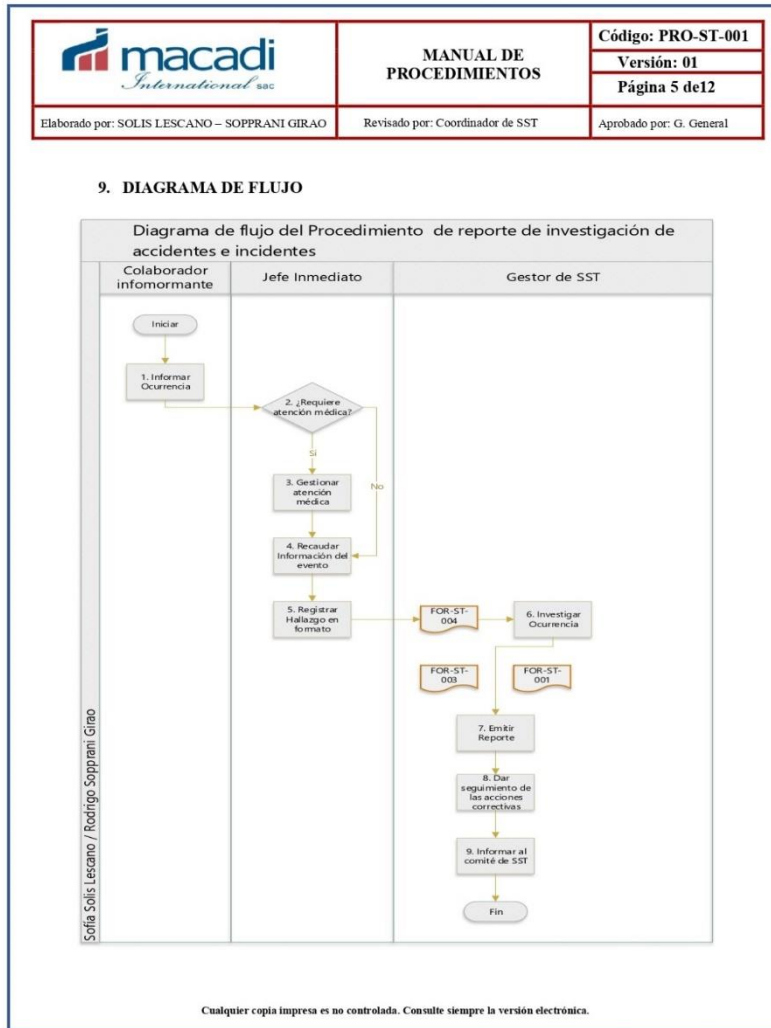 macadi
International sac
MANUAL DE
PROCEDIMIENTOS
Código: PRO-ST-001
Versión: 01
Página 5 de12
Elaborado por: SOLIS LESCANO – SOPPRANI GIRAO
Revisado por: Coordinador de SST
Aprobado por: G. General
9. DIAGRAMA DE FLUJO
Diagrama de flujo del Procedimiento de reporte de investigación de
accidentes e incidentes
Colaborador
infomormante
Jefe Inmediato
Gestor de SST
Iniciar
1. Informar
Ocurrencia
2. ¿Requiere
atención médica?
Si
No
3. Gestionar
atención
médica
4. Recaudar
Información del
evento
5. Registrar
Hallazgo en
formato
FOR-ST-
004
6. Investigar
Ocurrencia
FOR-ST-
003
FOR-ST-
001
7. Emitir
Reporte
8. Dar
seguimiento de
las acciones
correctivas
9. Informar al
comité de SST
Fin
Sofia Solis Lescano / Rodrigo Sopprani Girao
Cualquier copia impresa es no controlada. Consulte siempre la versión electrónica.